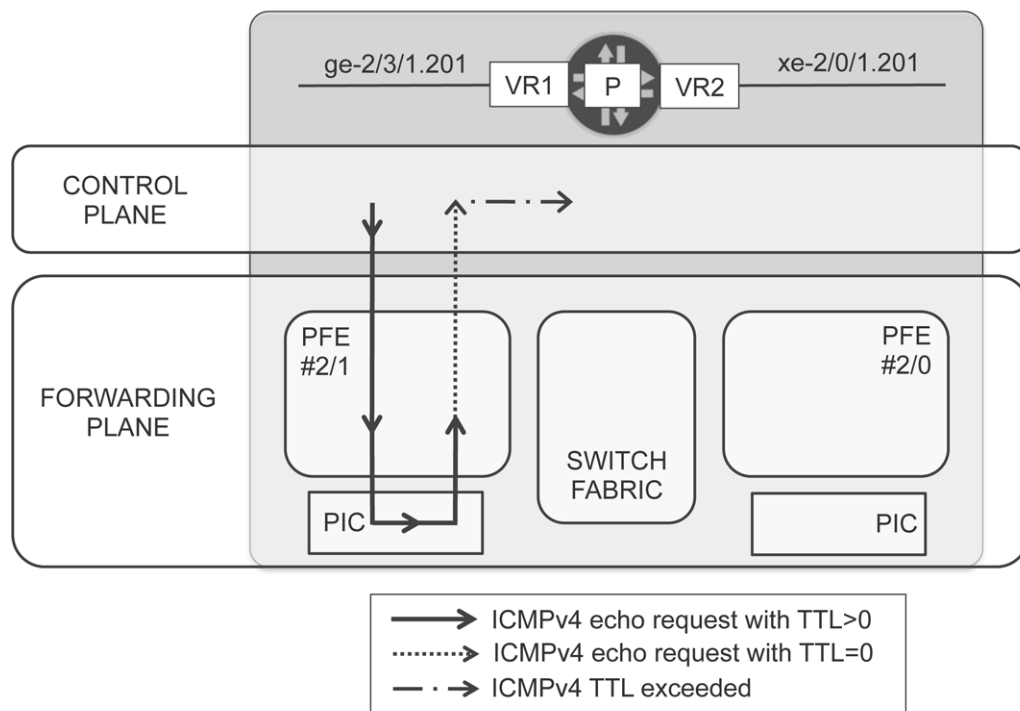 ge-2/3/1.201
xe-2/0/1.201
VR1
P
VR2
CONTROL
PLANE
FORWARDING
PLANE
PFE
#2/1
PFE
#2/0
SWITCH
FABRIC
PIC
PIC
ICMPv4 echo request with TTL>0
ICMPv4 echo request with TTL=0
ICMPv4 TTL exceeded